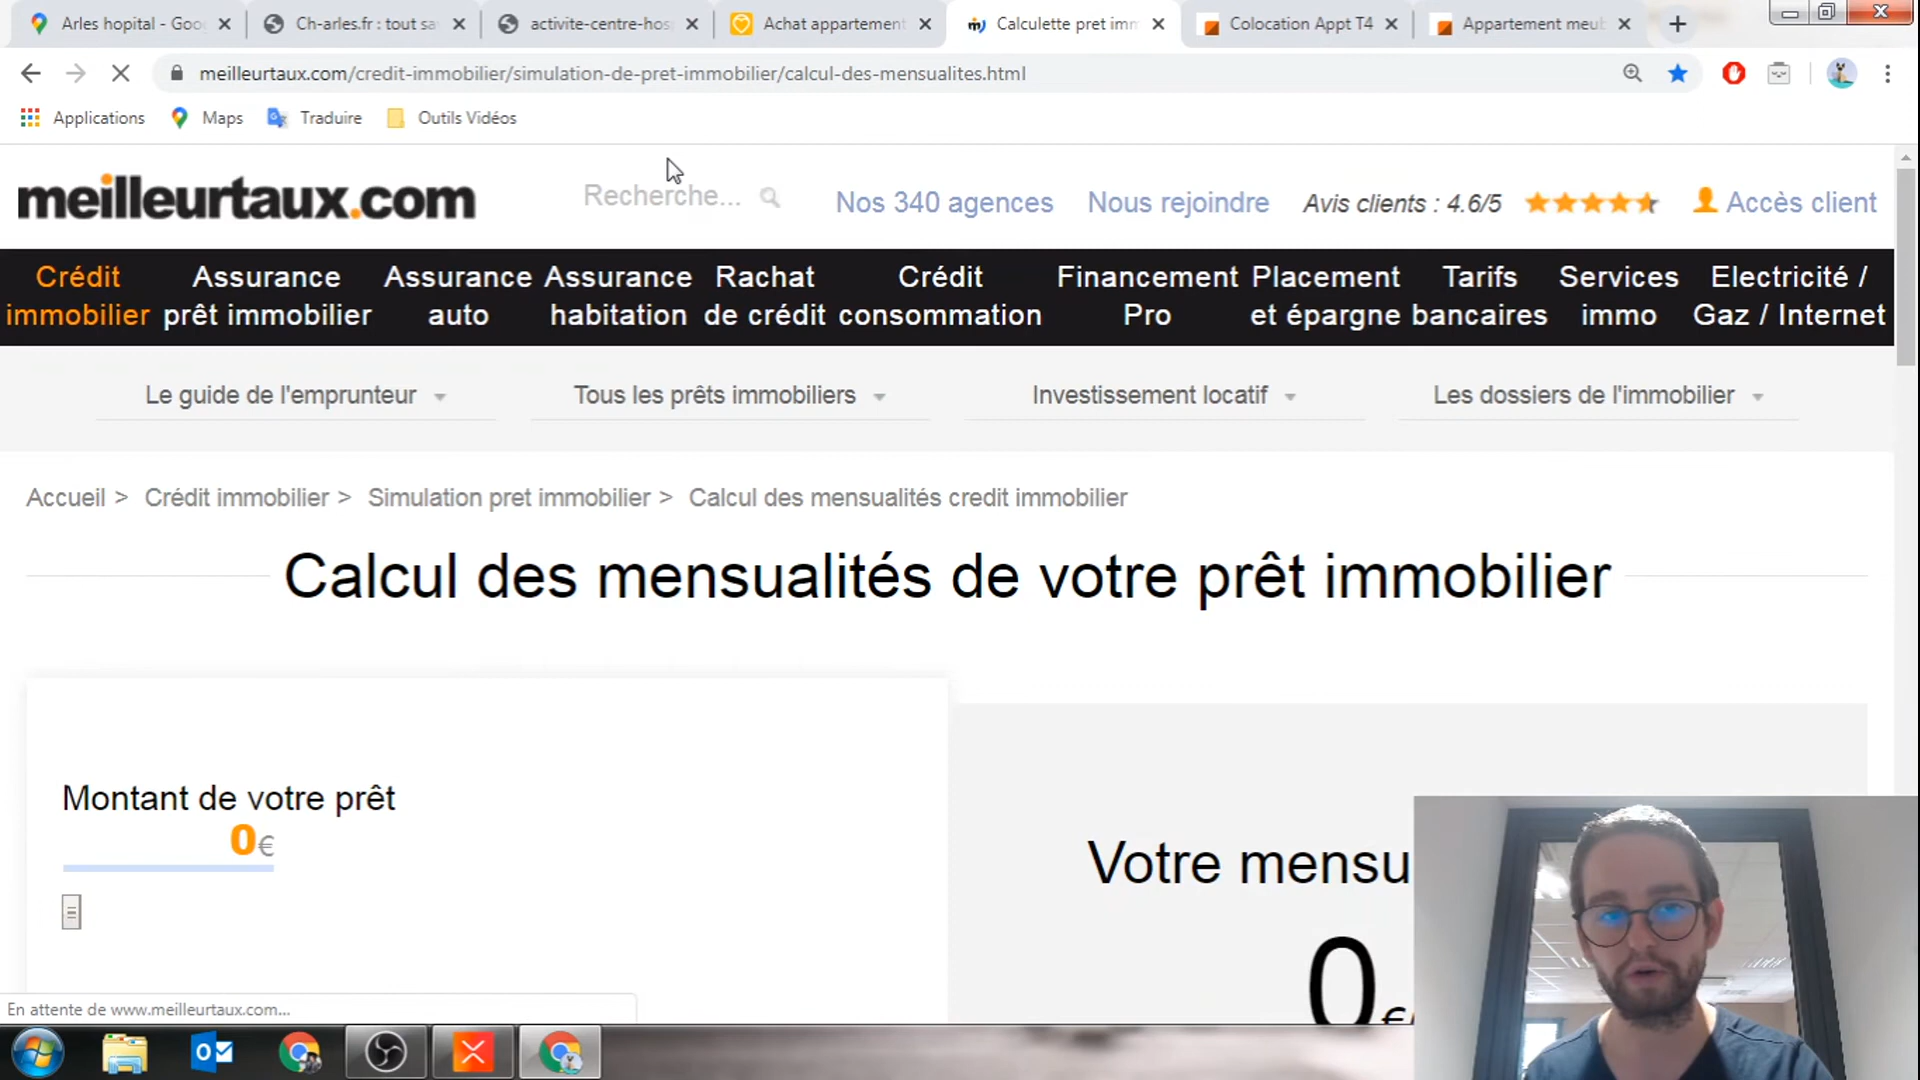 Arles hopital - Goo
Ch-arles.fr : tout sa
activite-centre-hos
Achat appartement
Calculette pret imm
Colocation Appt T4
Appartement meub
meilleurtaux.com/credit-immobilier/simulation-de-pret-immobilier/calcul-des-mensualites.html
Applications
Maps
Traduire
Outils Vidéos
meilleurtaux.com
Recherche...
Nos 340 agences
Nous rejoindre
Avis clients : 4.6/5
Accès client
Crédit immobilier
Assurance prêt immobilier
Assurance auto
Assurance habitation
Rachat de crédit
Crédit consommation
Financement Pro
Placement et épargne
Tarifs bancaires
Services immo
Electricité / Gaz / Internet
Le guide de l'emprunteur
Tous les prêts immobiliers
Investissement locatif
Les dossiers de l'immobilier
Accueil > Crédit immobilier > Simulation pret immobilier > Calcul des mensualités credit immobilier
Calcul des mensualités de votre prêt immobilier
Montant de votre prêt
0€
Votre mensu
0€/
En attente de www.meilleurtaux.com...